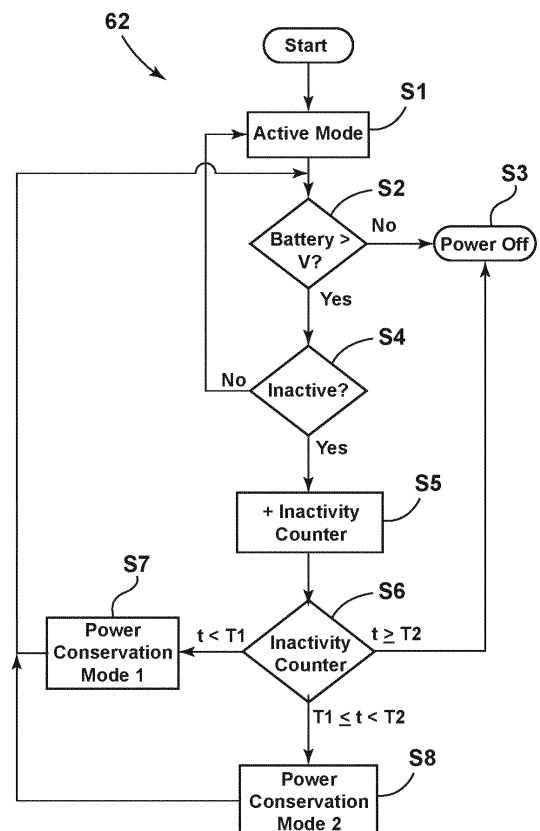 62
Start
S1
Active Mode
S2
S3
Battery >
V?
No
Power Off
Yes
S4
No
Inactive?
Yes
S5
+ Inactivity
Counter
S7
S6
Power
Conservation
Mode 1
t < T1
Inactivity
Counter
t ≥ T2
T1 ≤ t < T2
S8
Power
Conservation
Mode 2